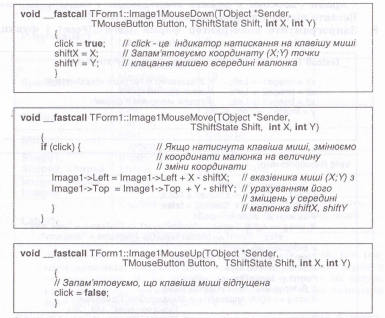 void __fastcall TForm1::Image1MouseDown(TObject *Sender,
TMouseButton Button, TShiftState Shift, int X, int Y)
{
click = true; // click - це індикатор натискання на клавішу миші
shiftX = X; // Запам'ятовуємо координату (X;Y) точки
shiftY = Y; // клацання мишею всередині малюнка
}
void __fastcall TForm1::Image1MouseMove(TObject *Sender,
TShiftState Shift, int X, int Y)
{
if (click) { // Якщо натиснута клавіша миші, змінюємо
// координати малюнка на величину
// зміни координати
Image1->Left = Image1->Left + X - shiftX; // вказівника миші (X;Y) з
Image1->Top = Image1->Top + Y - shiftY; // урахуванням його
// зміщень у середині
} // малюнка shiftX, shiftY
}
void __fastcall TForm1::Image1MouseUp(TObject *Sender,
TMouseButton Button, TShiftState Shift, int X, int Y)
{
// Запам'ятовуємо, що клавіша миші відпущена
click = false;
}